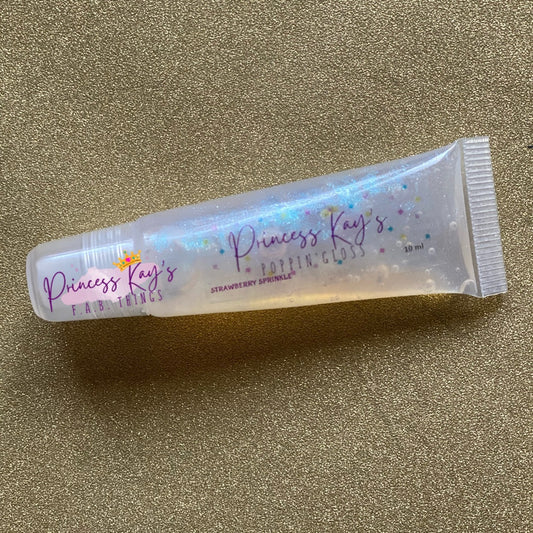 Princess Kay's
F.A.B. THINGS
Princess Kay's
POPPIN'GLOSS
STRAWBERRY SPRINKLE
10 ml